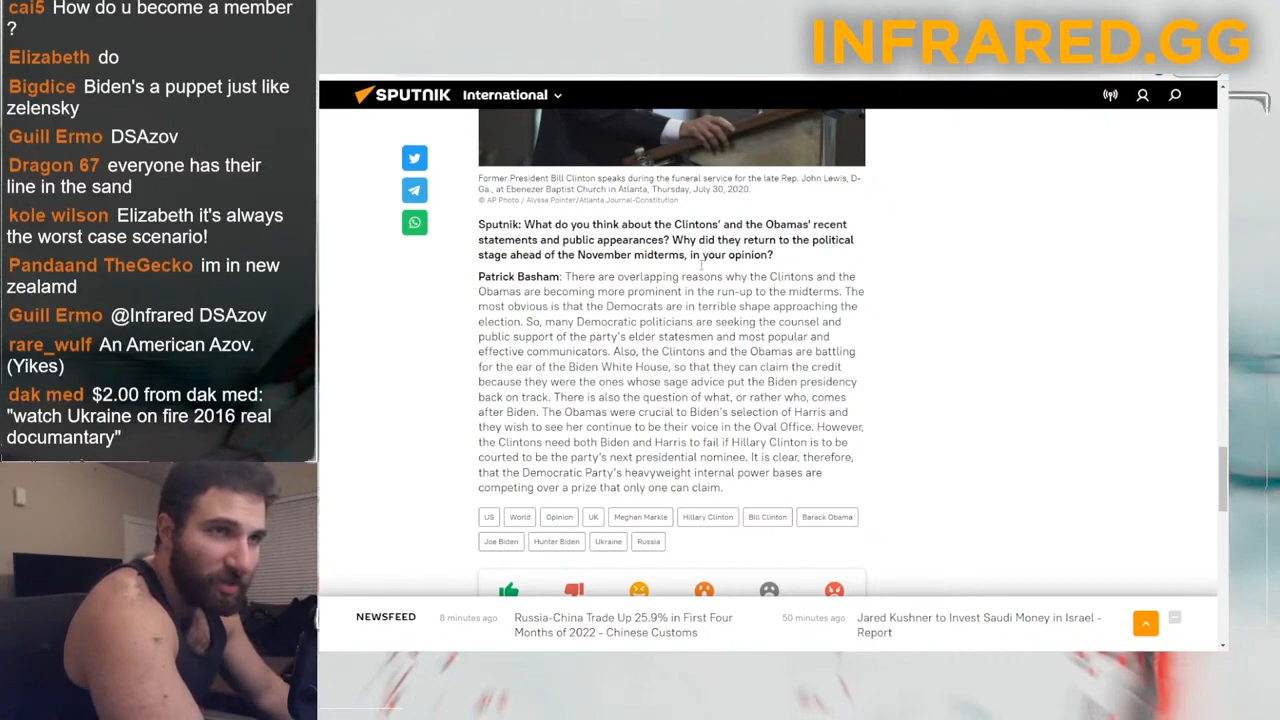 cai5 How do u become a member
?
Elizabeth do
Bigdice Biden's a puppet just like
zelensky
Guill Ermo DSAzov
Dragon 67 everyone has their
line in the sand
kole wilson Elizabeth it's always
the worst case scenario!
Pandaand TheGecko im in new
zealamd
Guill Ermo @Infrared DSAzov
rare_wulf An American Azov.
(Yikes)
dak med $2.00 from dak med:
"watch Ukraine on fire 2016 real
documantary"
INFRARED.GG
SPUTNIK International
Former President Bill Clinton speaks during the funeral service for the late Rep. John Lewis, D-
Ga., at Ebenezer Baptist Church in Atlanta, Thursday, July 30, 2020.
© AP Photo / Alyssa Pointer/Atlanta Journal-Constitution
Sputnik: What do you think about the Clintons' and the Obamas' recent
statements and public appearances? Why did they return to the political
stage ahead of the November midterms, in your opinion?
Patrick Basham: There are overlapping reasons why the Clintons and the
Obamas are becoming more prominent in the run-up to the midterms. The
most obvious is that the Democrats are in terrible shape approaching the
election. So, many Democratic politicians are seeking the counsel and
public support of the party's elder statesmen and most popular and
effective communicators. Also, the Clintons and the Obamas are battling
for the ear of the Biden White House, so that they can claim the credit
because they were the ones whose sage advice put the Biden presidency
back on track. There is also the question of what, or rather who, comes
after Biden. The Obamas were crucial to Biden's selection of Harris and
they wish to see her continue to be their voice in the Oval Office. However,
the Clintons need both Biden and Harris to fail if Hillary Clinton is to be
courted to be the party's next presidential nominee. It is clear, therefore,
that the Democratic Party's heavyweight internal power bases are
competing over a prize that only one can claim.
US World Opinion UK Meghan Markle Hillary Clinton Bill Clinton Barack Obama
Joe Biden Hunter Biden Ukraine Russia
NEWSFEED
8 minutes ago
Russia-China Trade Up 25.9% in First Four
Months of 2022 - Chinese Customs
50 minutes ago
Jared Kushner to Invest Saudi Money in Israel -
Report